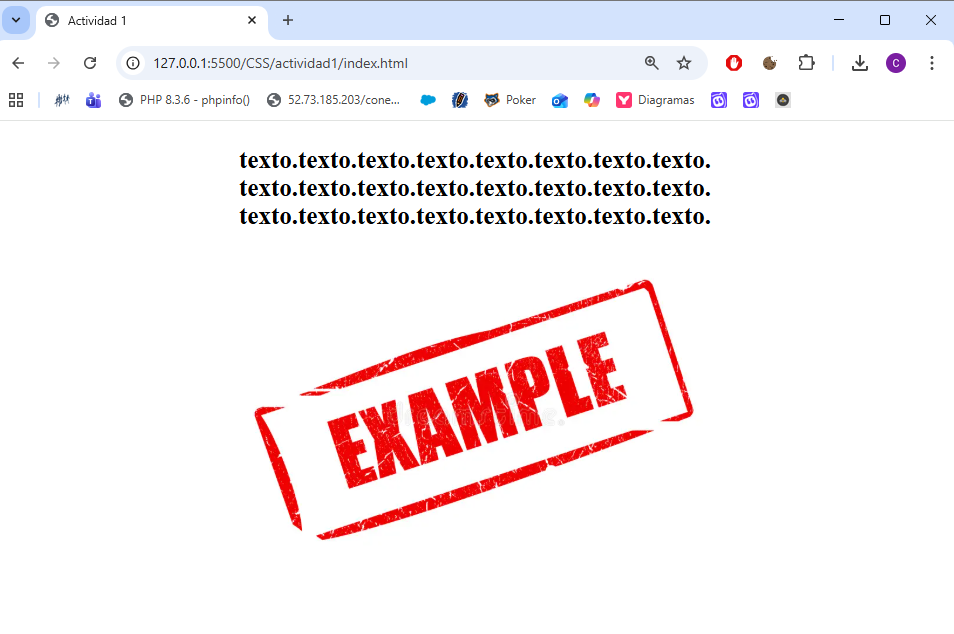 Actividad 1
127.0.0.1:5500/CSS/actividad1/index.html
C
PHP 8.3.6 - phpinfo()
52.73.185.203/cone...
Poker
Diagramas
texto.texto.texto.texto.texto.texto.texto.texto.
texto.texto.texto.texto.texto.texto.texto.texto.
texto.texto.texto.texto.texto.texto.texto.texto.
EXAMPLE